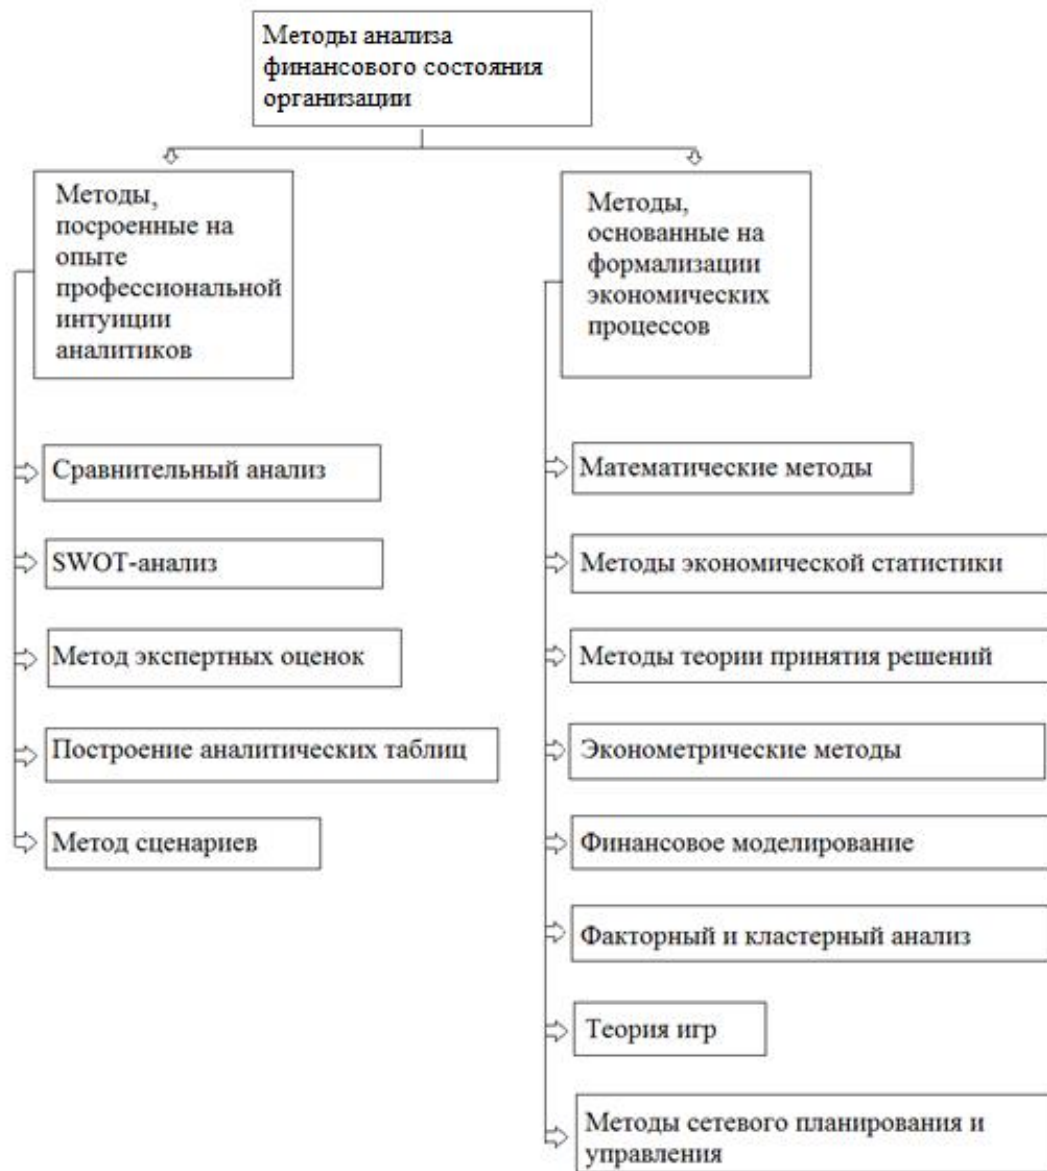 Методы анализа
финансового состояния
организации
Методы,
посроенные на
опыте
профессиональной
интуиции
аналитиков
Сравнительный анализ
SWOT-анализ
Метод экспертных оценок
Построение аналитических таблиц
Метод сценариев
Методы,
основанные на
формализации
экономических
процессов
Математические методы
Методы экономической статистики
Методы теории принятия решений
Эконометрические методы
Финансовое моделирование
Факторный и кластерный анализ
Теория игр
Методы сетевого планирования и
управления